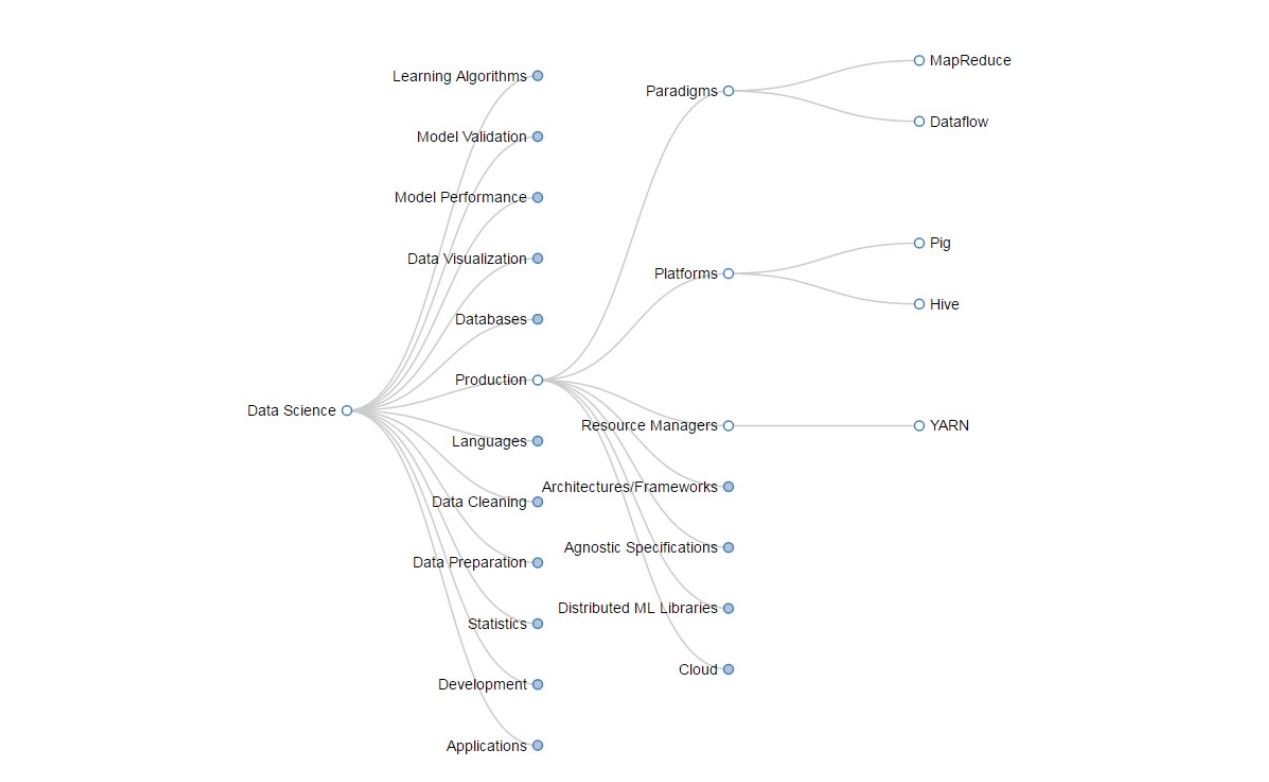 Data Science
Learning Algorithms
Model Validation
Model Performance
Data Visualization
Databases
Production
Languages
Data Cleaning
Data Preparation
Statistics
Development
Applications
Paradigms
Platforms
Resource Managers
Architectures/Frameworks
Agnostic Specifications
Distributed ML Libraries
Cloud
MapReduce
Dataflow
Pig
Hive
YARN